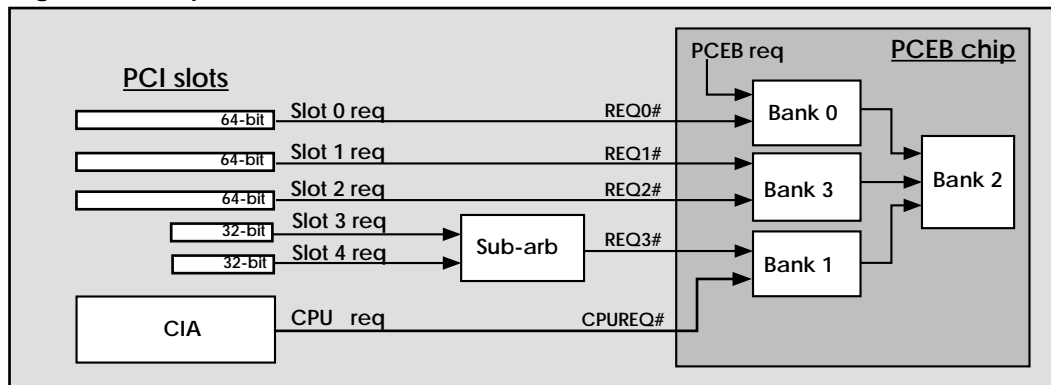 PCEB req
PCEB chip
PCI slots
64-bit
Slot 0 req
REQ0#
Bank 0
64-bit
Slot 1 req
REQ1#
64-bit
Slot 2 req
REQ2#
Bank 3
Bank 2
32-bit
Slot 3 req
32-bit
Slot 4 req
Sub-arb
REQ3#
Bank 1
CIA
CPU req
CPUREQ#